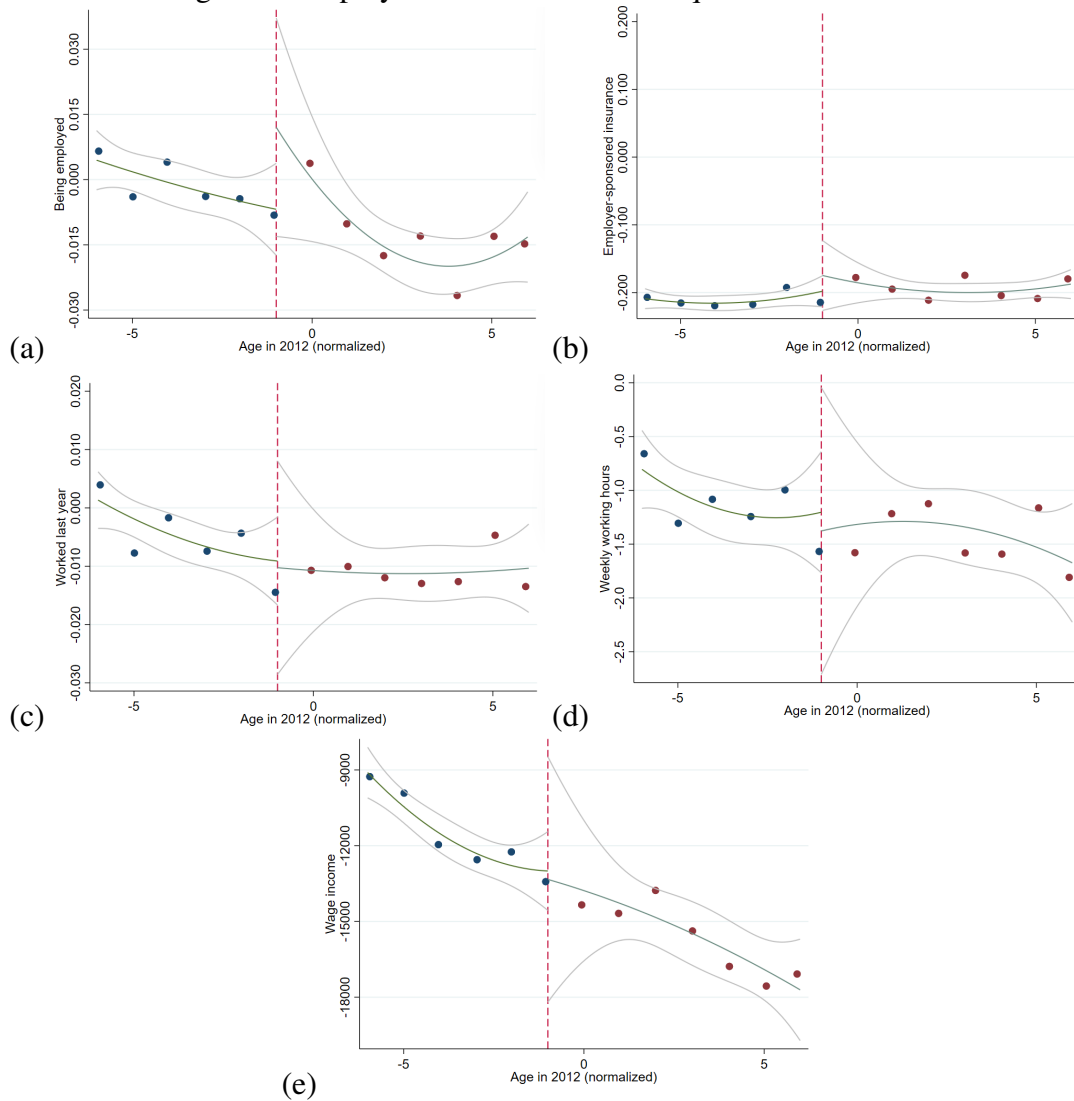 Being employed
0.030
0.015
0.000
-0.015
-0.030
-5
0
5
Age in 2012 (normalized)
(a)
Employer-sponsored insurance
0.200
0.100
0.000
-0.100
-0.200
-5
0
5
Age in 2012 (normalized)
(b)
Worked last year
0.020
0.010
0.000
-0.010
-0.020
-0.030
-5
0
5
Age in 2012 (normalized)
(c)
Weekly working hours
0.0
-0.5
-1.0
-1.5
-2.0
-2.5
-5
0
5
Age in 2012 (normalized)
(d)
Wage income
-9000
-12000
-15000
-18000
-5
0
5
Age in 2012 (normalized)
(e)